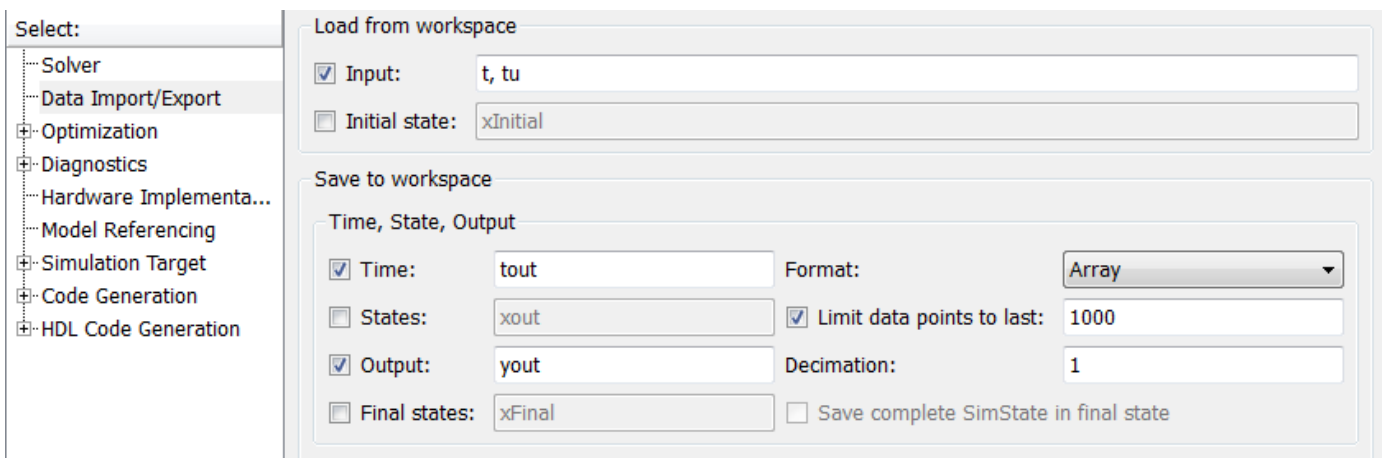 Select:
Solver
Data Import/Export
Optimization
Diagnostics
Hardware Implementa...
Model Referencing
Simulation Target
Code Generation
HDL Code Generation
Load from workspace
Input: t, tu
Initial state: xInitial
Save to workspace
Time, State, Output
Time: tout Format: Array
States: xout Limit data points to last: 1000
Output: yout Decimation: 1
Final states: xFinal Save complete SimState in final state